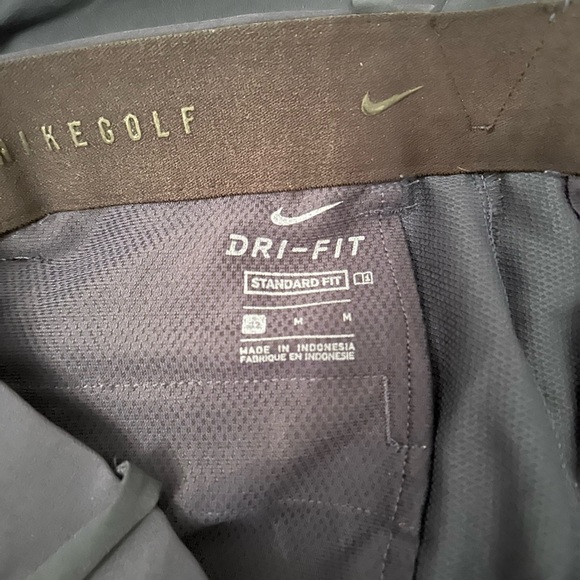 NIKEGOLF
DRI-FIT
STANDARD FIT
M M
MADE IN INDONESIA
FABRIQUE EN INDONESIE